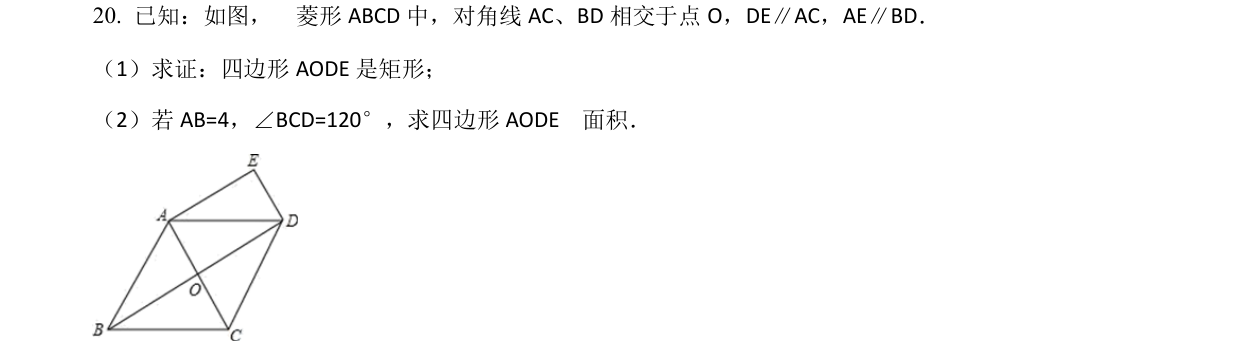 20. 已知：如图， 菱形 ABCD 中，对角线 AC、BD 相交于点 O，DE∥AC，AE∥BD．
（1）求证：四边形 AODE 是矩形；
（2）若 AB=4，∠BCD=120°，求四边形 AODE 面积．
E
A
D
O
B
C